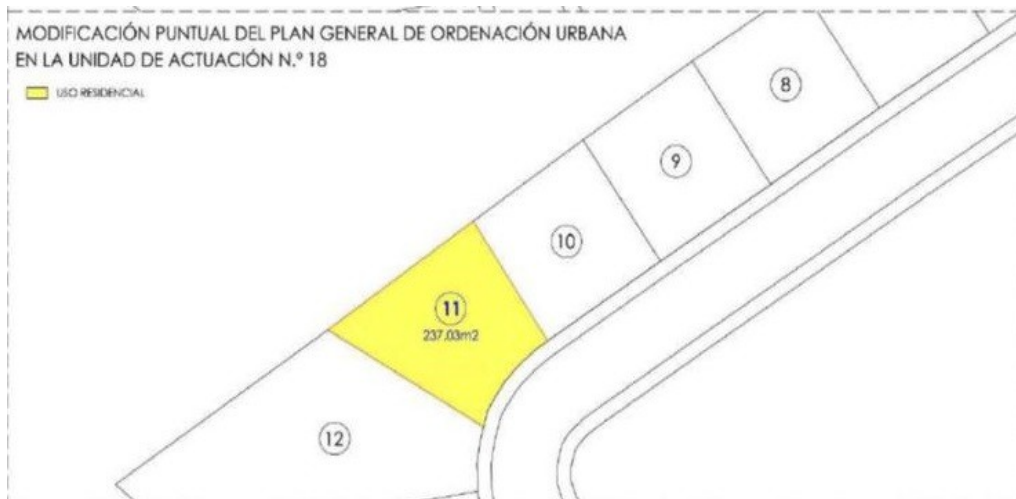 MODIFICACIÓN PUNTUAL DEL PLAN GENERAL DE ORDENACIÓN URBANA
EN LA UNIDAD DE ACTUACIÓN N.º 18
USO RESIDENCIAL
8
9
10
11
237.03m2
12